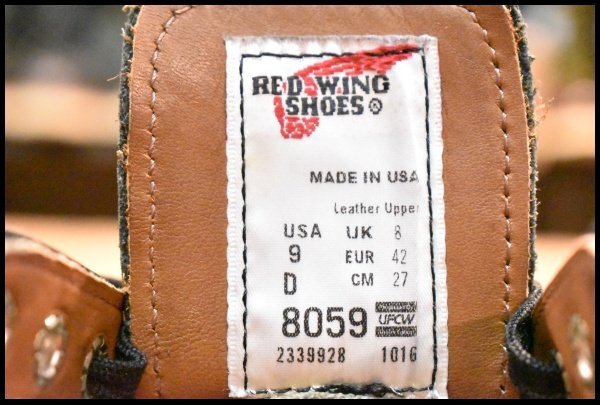 RED WING
SHOES ®
MADE IN USA
Leather Upper
USA UK 8
9 EUR 42
D CM 27
8059 UFCW
2339928 1016